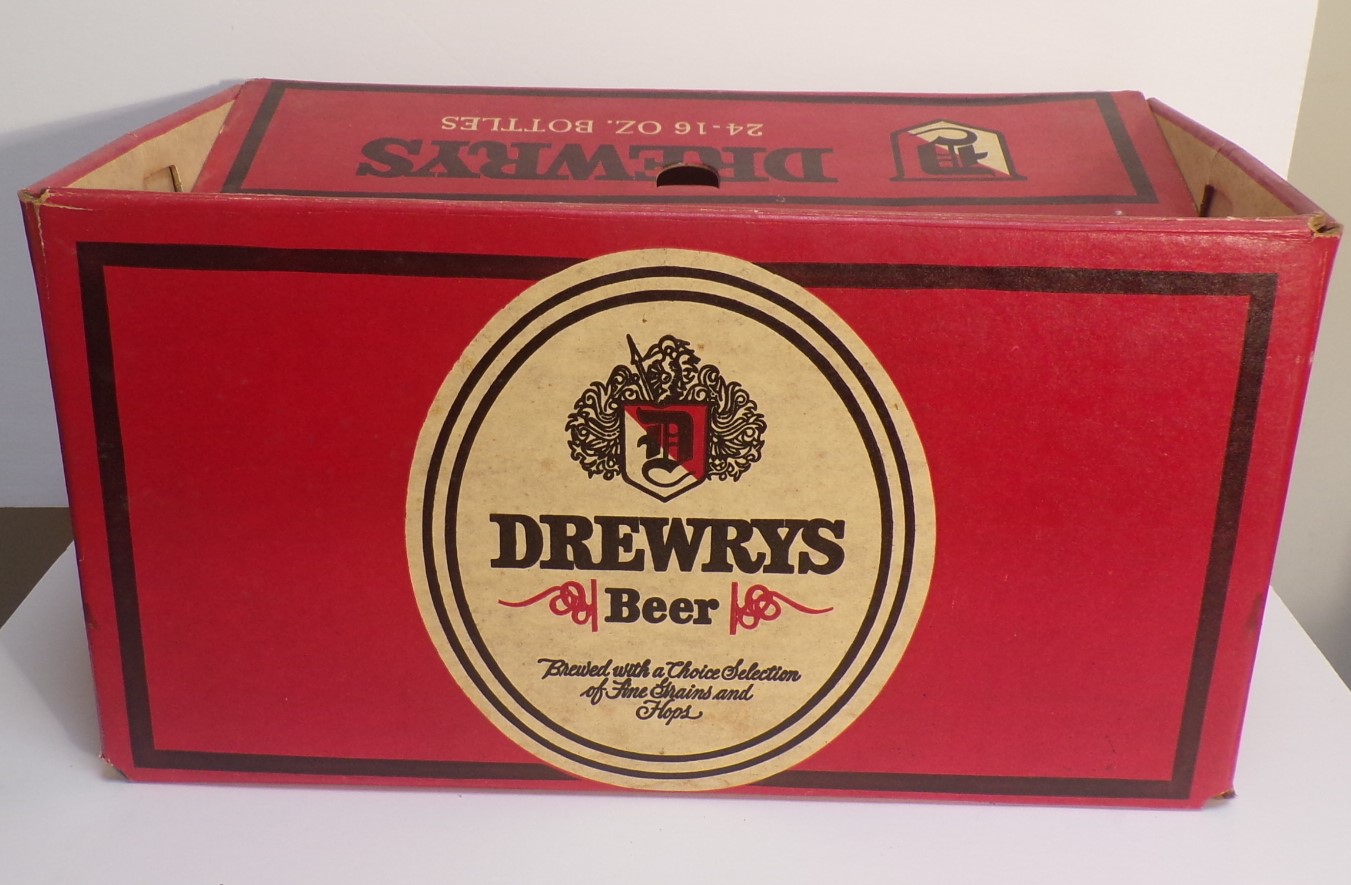 24-16 OZ. BOTTLES
DREWRYS
D
D
DREWRYS
Beer
Brewed with a Choice Selection
of Fine Grains and
Hops